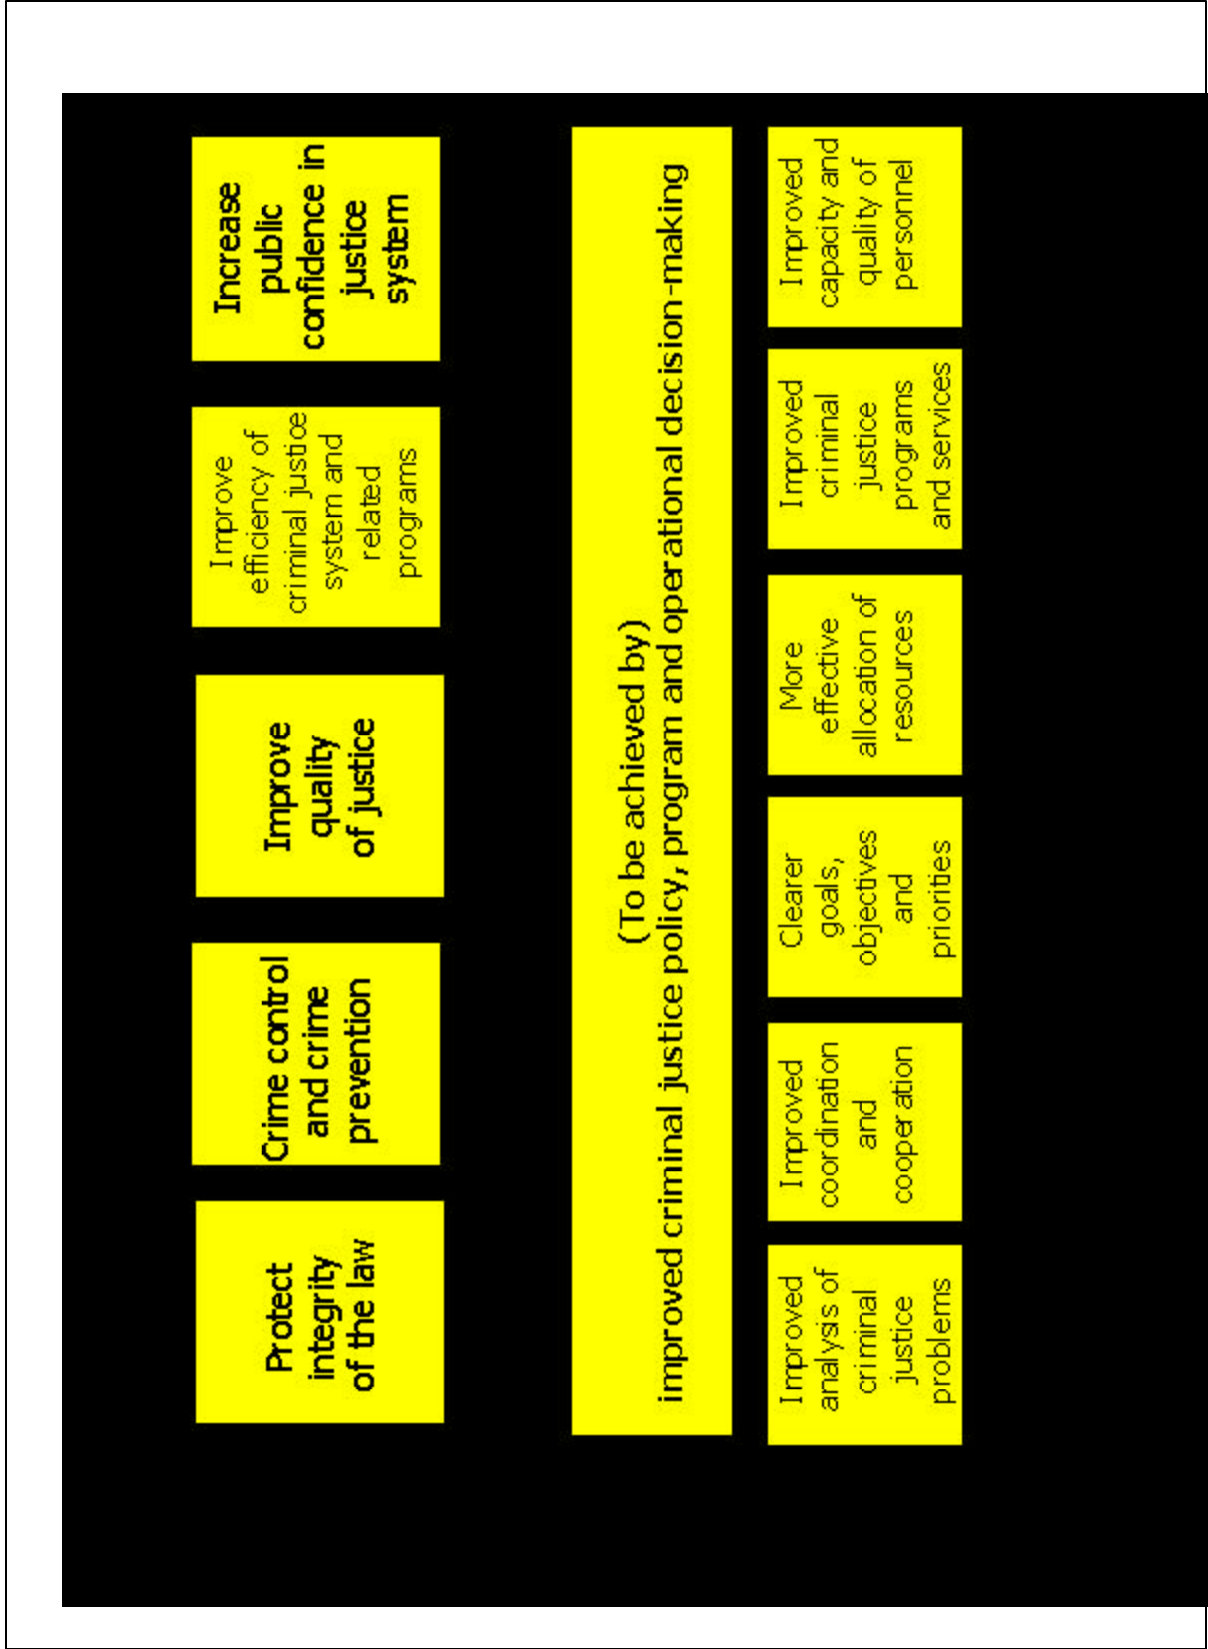 Protect
integrity
of the law
Crime control
and crime
prevention
Improve
quality
of justice
Improve
efficiency of
criminal justice
system and
related
programs
Increase
public
confidence in
justice
system
(To be achieved by)
improved criminal justice policy, program and operational decision-making
Improved
analysis of
criminal
justice
problems
Improved
coordination
and
cooperation
Clearer
goals,
objectives
and
priorities
More
effective
allocation of
resources
Improved
criminal
justice
programs
and services
Improved
capacity and
quality of
personnel